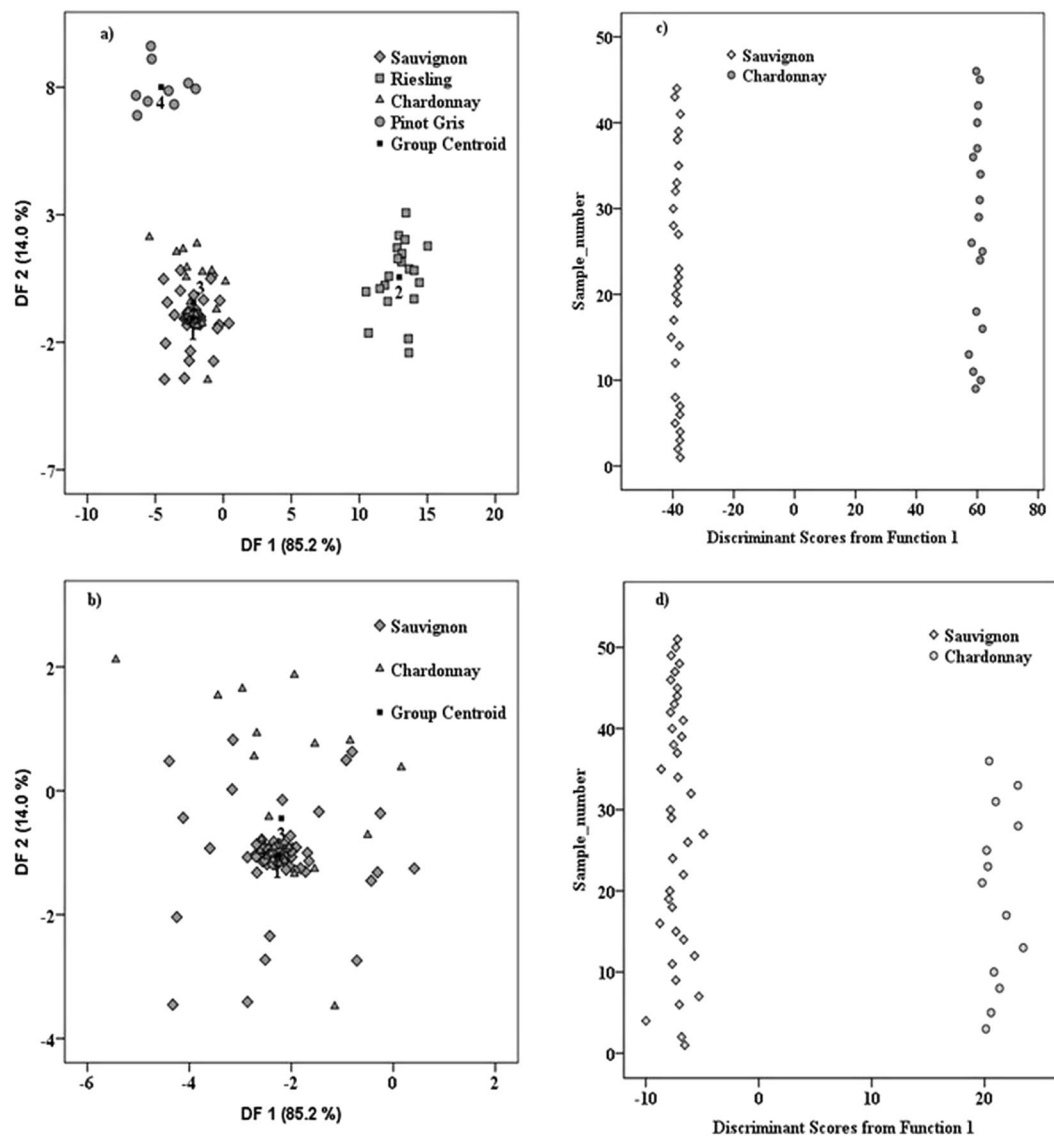 a)
Sauvignon
Riesling
Chardonnay
Pinot Gris
Group Centroid
8
3
-2
-7
4
3
1
2
-10
-5
0
5
10
15
20
DF 2 (14.0 %)
DF 1 (85.2 %)
c)
Sauvignon
Chardonnay
50
40
30
20
10
0
-40
-20
0
20
40
60
80
Sample_number
Discriminant Scores from Function 1
b)
Sauvignon
Chardonnay
Group Centroid
2
0
-2
-4
3
1
-6
-4
-2
0
2
DF 2 (14.0 %)
DF 1 (85.2 %)
d)
Sauvignon
Chardonnay
50
40
30
20
10
0
-10
0
10
20
Sample_number
Discriminant Scores from Function 1